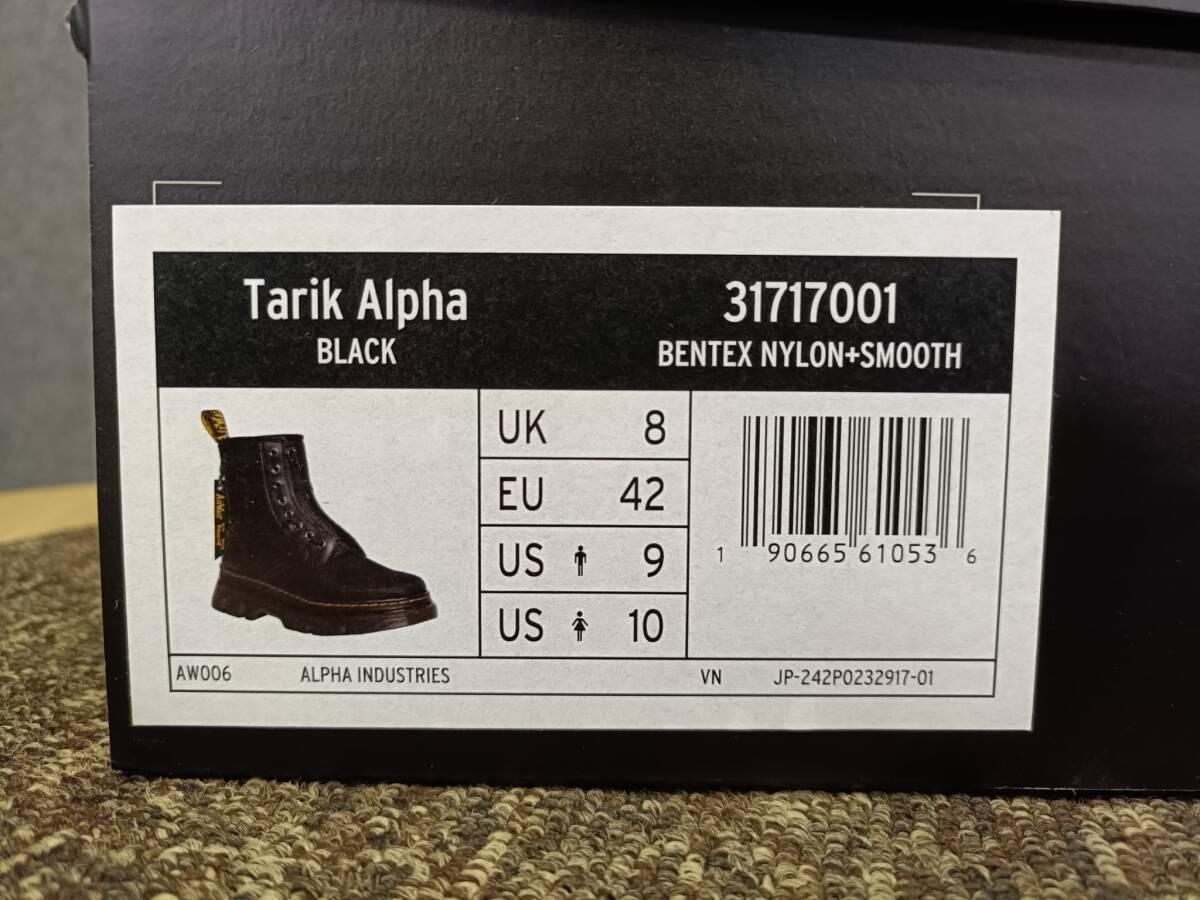 Tarik Alpha
BLACK
31717001
BENTEX NYLON+SMOOTH
UK 8
EU 42
US 9
US 10
1 90665 61053 6
AW006 ALPHA INDUSTRIES VN JP-242P0232917-01